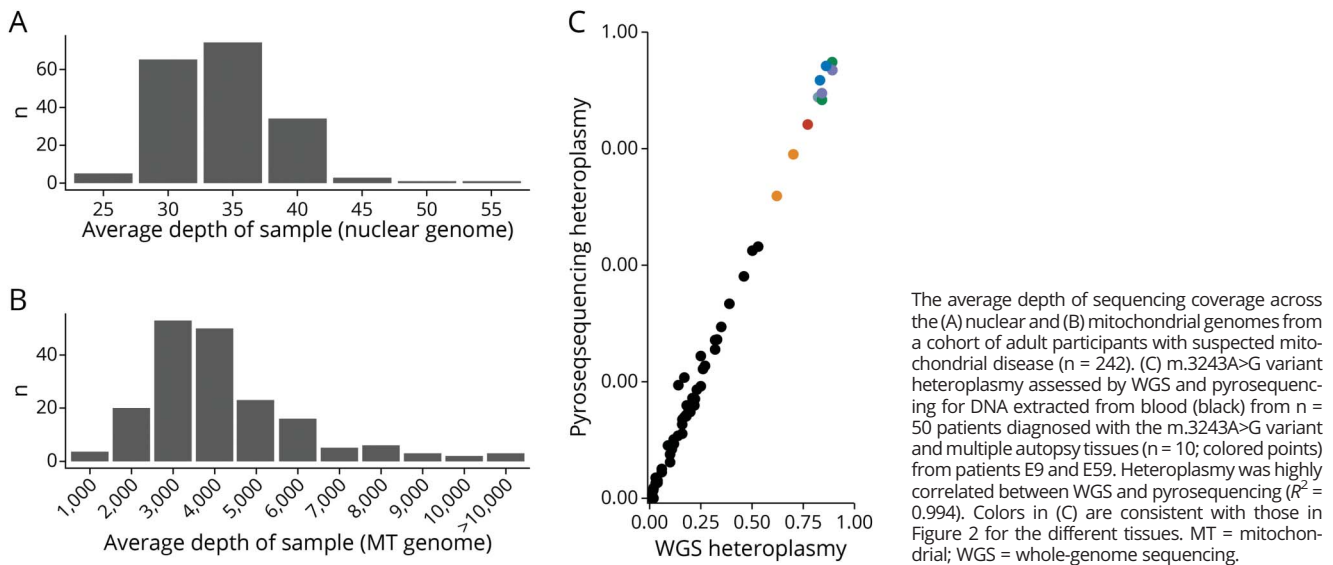 A
60
40
20
0
n
25 30 35 40 45 50 55
Average depth of sample (nuclear genome)
B
40
20
0
n
1,000 2,000 3,000 4,000 5,000 6,000 7,000 8,000 9,000 10,000 >10,000
Average depth of sample (MT genome)
C
1.00
0.00
0.00
0.00
0.00
Pyroseqsequencing heteroplasmy
0.00 0.25 0.50 0.75 1.00
WGS heteroplasmy
The average depth of sequencing coverage across
the (A) nuclear and (B) mitochondrial genomes from
a cohort of adult participants with suspected mito-
chondrial disease (n = 242). (C) m.3243A>G variant
heteroplasmy assessed by WGS and pyrosequenc-
ing for DNA extracted from blood (black) from n =
50 patients diagnosed with the m.3243A>G variant
and multiple autopsy tissues (n = 10; colored points)
from patients E9 and E59. Heteroplasmy was highly
correlated between WGS and pyrosequencing (R² =
0.994). Colors in (C) are consistent with those in
Figure 2 for the different tissues. MT = mitochon-
drial; WGS = whole-genome sequencing.